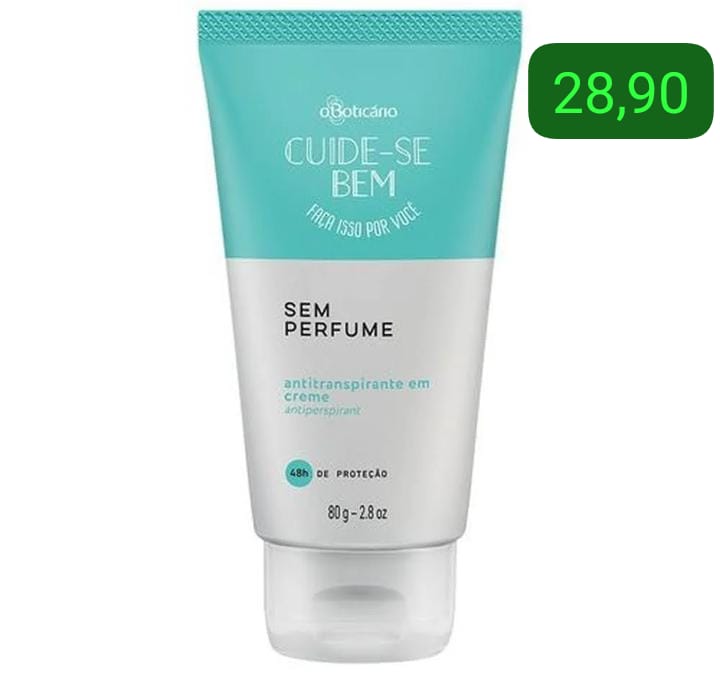 28,90
oBoticário
CUIDE-SE
BEM
FAÇA ISSO POR VOCÊ
SEM
PERFUME
antitranspirante em
creme
antiperspirant
48h DE PROTEÇÃO
80 g - 2.8 oz